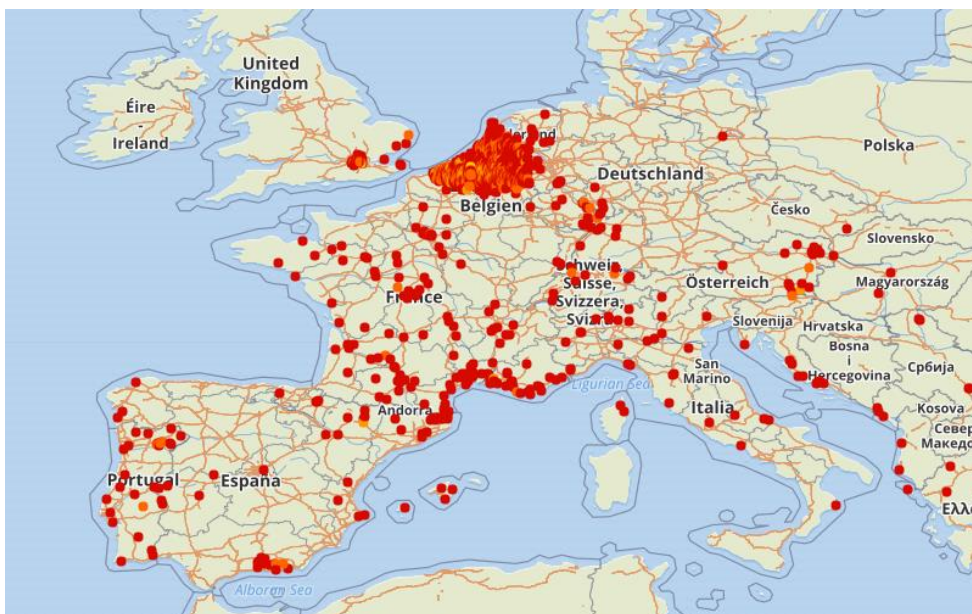 United
Kingdom
Éire
-
Ireland
Polska
Deutschland
Belgien
Česko
Slovensko
Schweiz,
Suisse,
Svizzera,
Österreich
Magyarország
France
Slovenija
Hrvatska
Bosna
i
Hercegovina
Србија
San
Marino
Ligurian Sea
Andorra
Italia
Kosova
Portugal
España
Alboran Sea